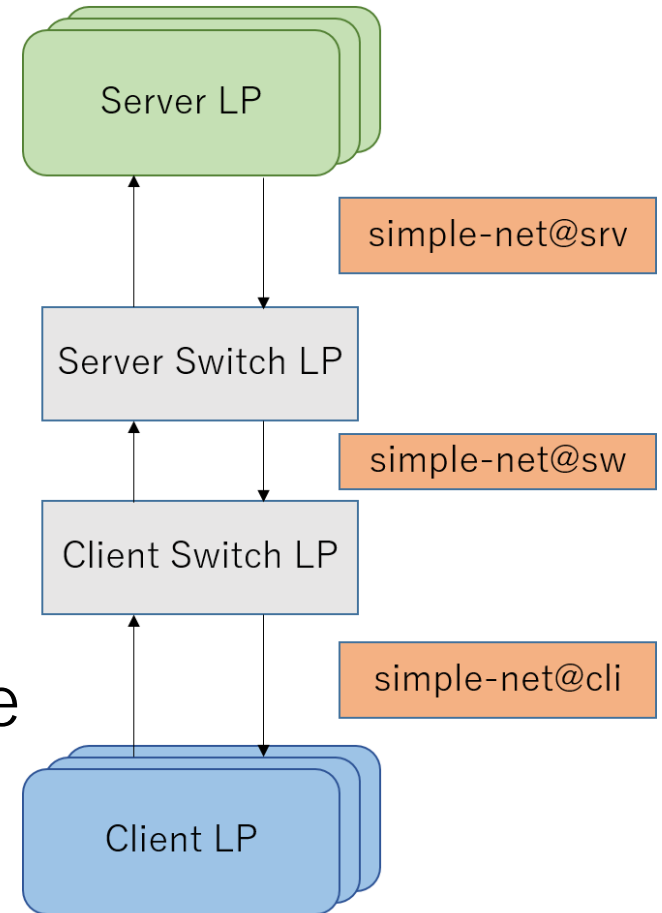 Server LP
simple-net@srv
Server Switch LP
simple-net@sw
Client Switch LP
simple-net@cli
e
Client LP